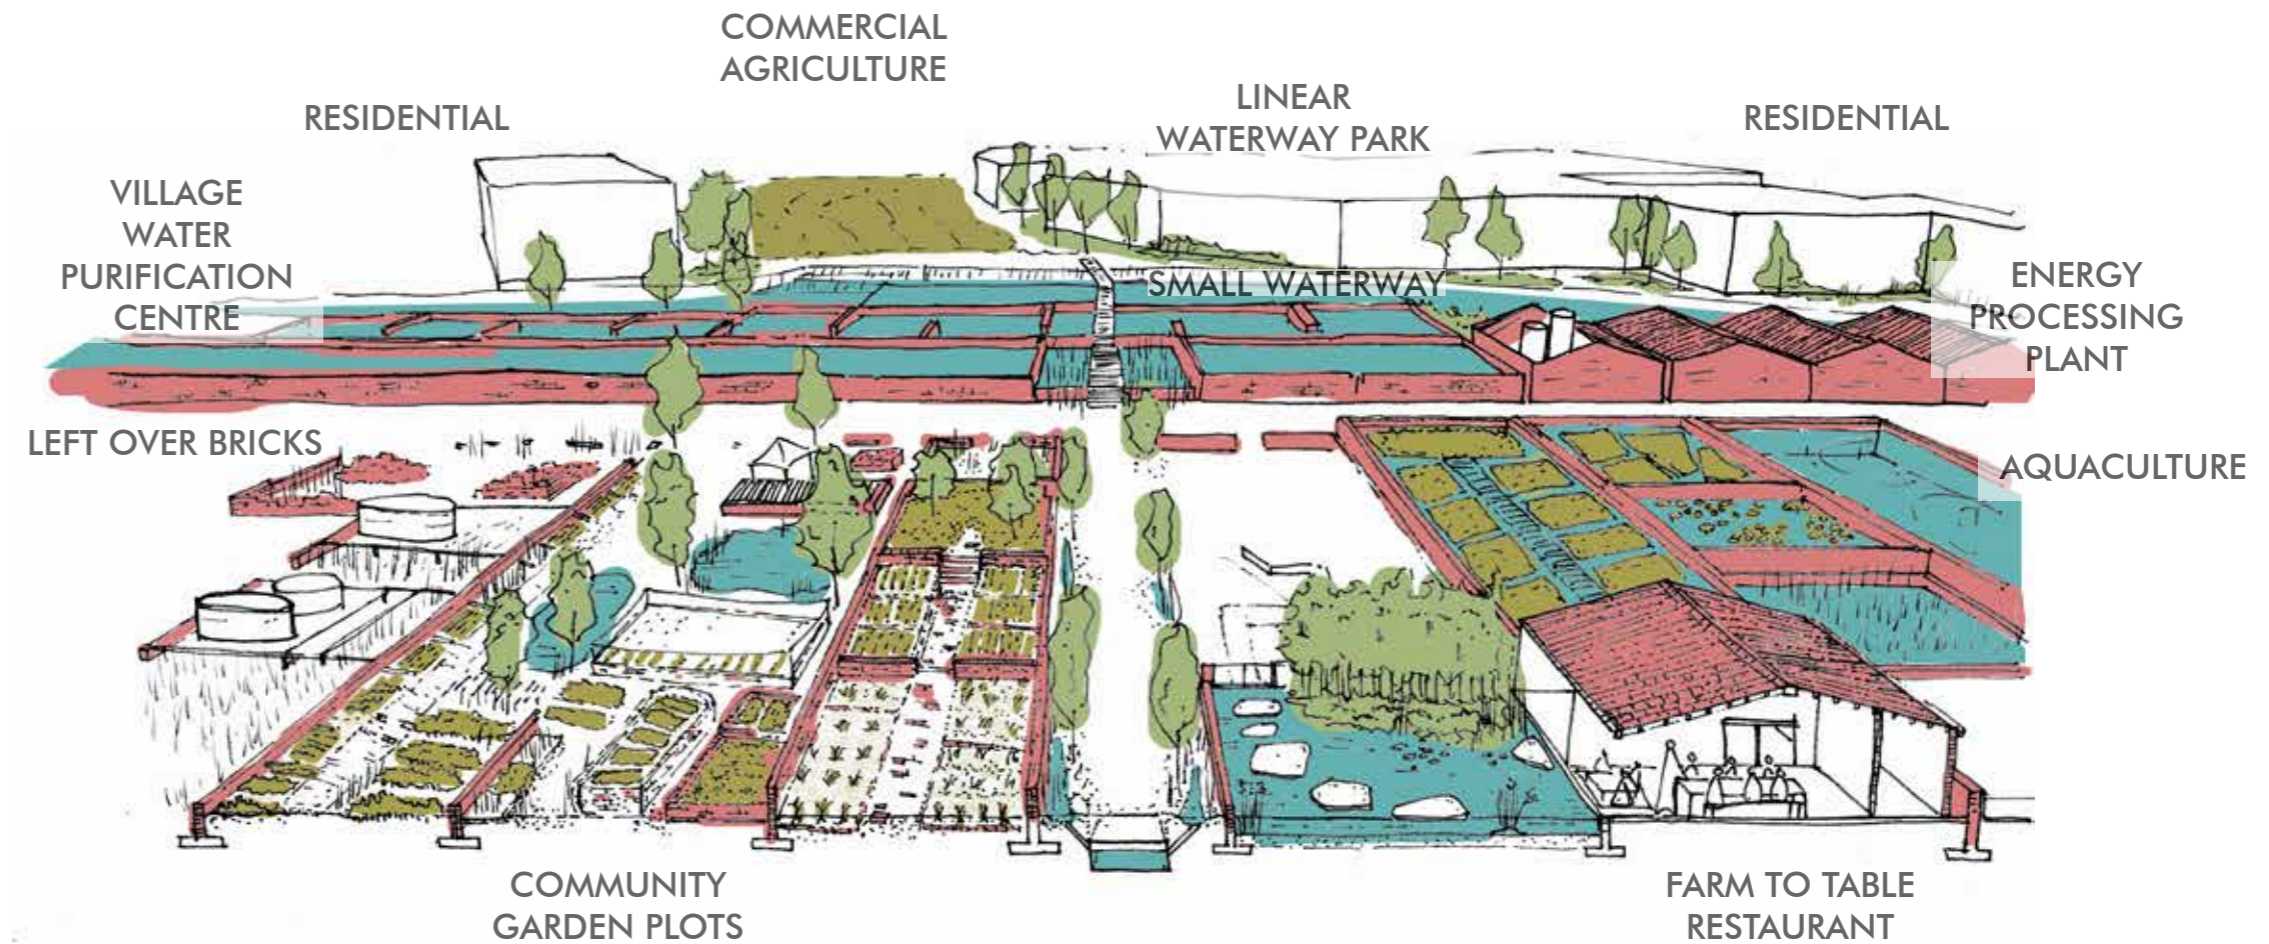 COMMERCIAL
AGRICULTURE
RESIDENTIAL
LINEAR
WATERWAY PARK
RESIDENTIAL
VILLAGE
WATER
PURIFICATION
CENTRE
SMALL WATERWAY
ENERGY
PROCESSING
PLANT
LEFT OVER BRICKS
AQUACULTURE
COMMUNITY
GARDEN PLOTS
FARM TO TABLE
RESTAURANT